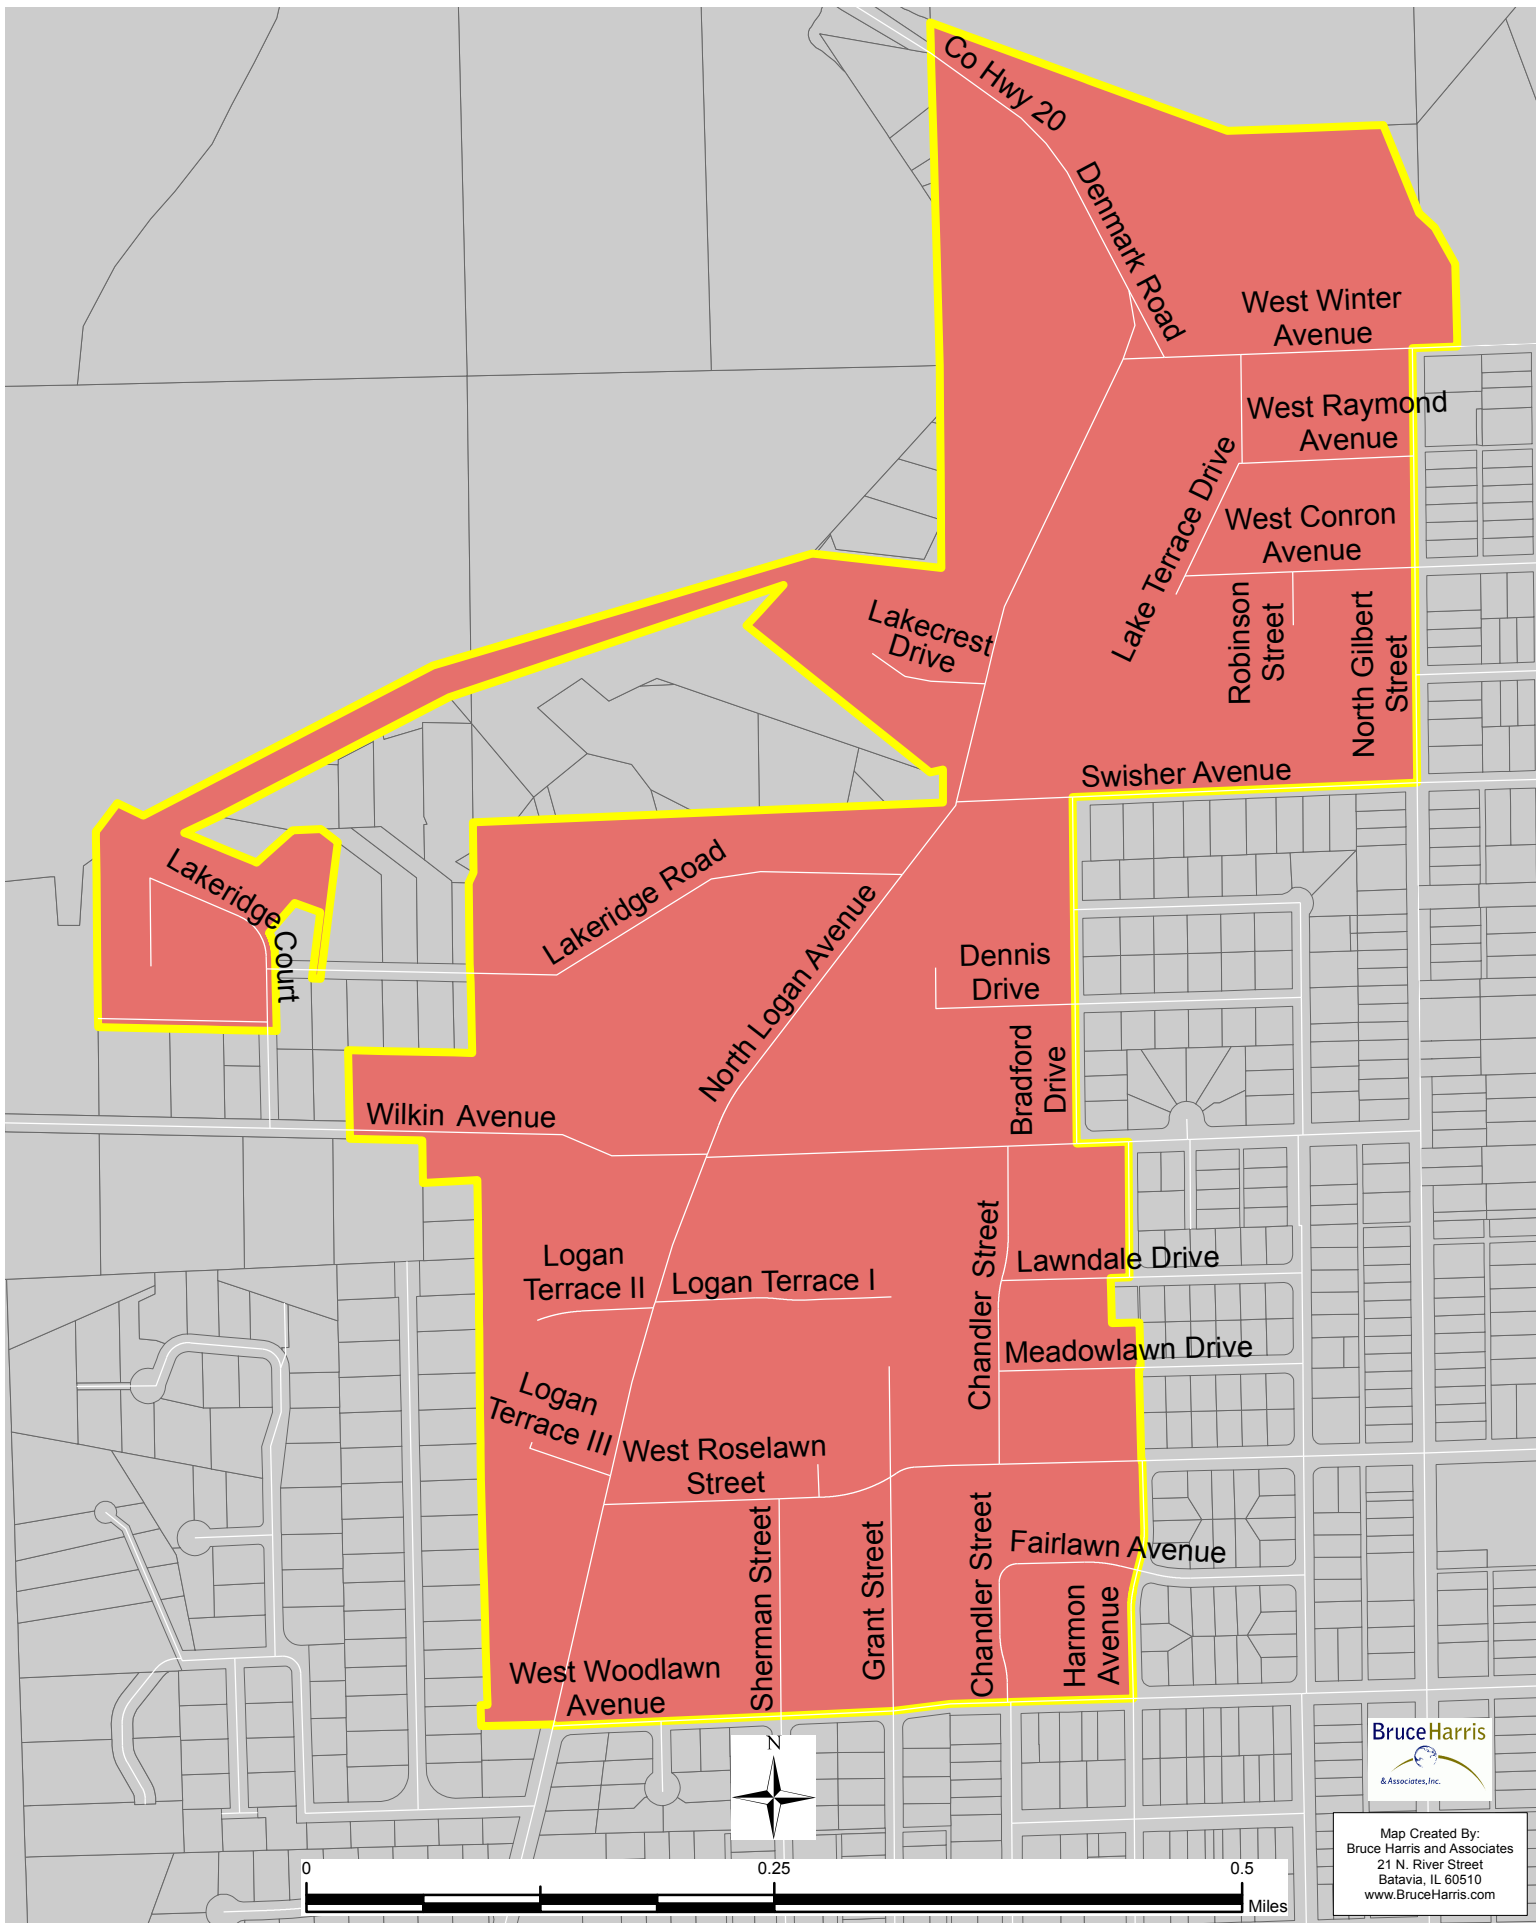 Co Hwy 20
Denmark Road
West Winter
Avenue
West Raymond
Avenue
Lake Terrace Drive
West Conron
Avenue
Robinson
Street
North Gilbert
Street
Lakecrest
Drive
Swisher Avenue
Lakeridge Court
Lakeridge Road
North Logan Avenue
Dennis
Drive
Bradford
Drive
Wilkin Avenue
Chandler Street
Logan
Terrace II
Logan Terrace I
Lawndale Drive
Meadowlawn Drive
Logan
Terrace III
West Roselawn
Street
Sherman Street
Grant Street
Chandler Street
Fairlawn Avenue
Harmon
Avenue
West Woodlawn
Avenue
N
BruceHarris
& Associates, Inc.
Map Created By:
Bruce Harris and Associates
21 N. River Street
Batavia, IL 60510
www.BruceHarris.com
0 0.25 0.5
Miles